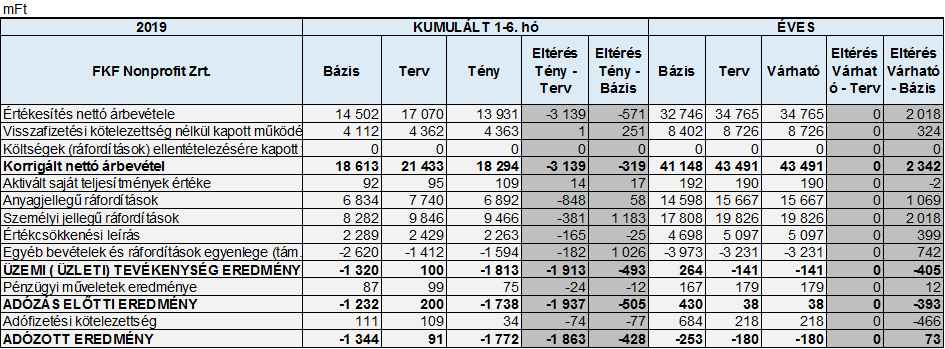 mFt
2019 KUMULÁLT 1-6. hó ÉVES
FKF Nonprofit Zrt. Bázis Terv Tény Eltérés Tény - Terv Eltérés Tény - Bázis Bázis Terv Várható Eltérés Várhat ó - Terv Eltérés Várható - Bázis
Értékesítés nettó árbevétele 14 502 17 070 13 931 -3 139 -571 32 746 34 765 34 765 0 2 018
Visszafizetési kötelezettség nélkül kapott működé 4 112 4 362 4 363 1 251 8 402 8 726 8 726 0 324
Költségek (ráfordítások) ellentételezésére kapott 0 0 0 0 0 0 0 0 0 0
Korrigált nettó árbevétel 18 613 21 433 18 294 -3 139 -319 41 148 43 491 43 491 0 2 342
Aktivált saját teljesítmények értéke 92 95 109 14 17 192 190 190 0 -2
Anyagjellegű ráfordítások 6 834 7 740 6 892 -848 58 14 598 15 667 15 667 0 1 069
Személyi jellegű ráfordítások 8 282 9 846 9 466 -381 1 183 17 808 19 826 19 826 0 2 018
Értékcsökkenési leírás 2 289 2 429 2 263 -165 -25 4 698 5 097 5 097 0 399
Egyéb bevételek és ráfordítások egyenlege (tám. -2 620 -1 412 -1 594 -182 1 026 -3 973 -3 231 -3 231 0 742
ÜZEMI ( ÜZLETI) TEVÉKENYSÉG EREDMÉNY -1 320 100 -1 813 -1 913 -493 264 -141 -141 0 -405
Pénzügyi műveletek eredménye 87 99 75 -24 -12 167 179 179 0 12
ADÓZÁS ELŐTTI EREDMÉNY -1 232 200 -1 738 -1 937 -505 430 38 38 0 -393
Adófizetési kötelezettség 111 109 34 -74 -77 684 218 218 0 -466
ADÓZOTT EREDMÉNY -1 344 91 -1 772 -1 863 -428 -253 -180 -180 0 73